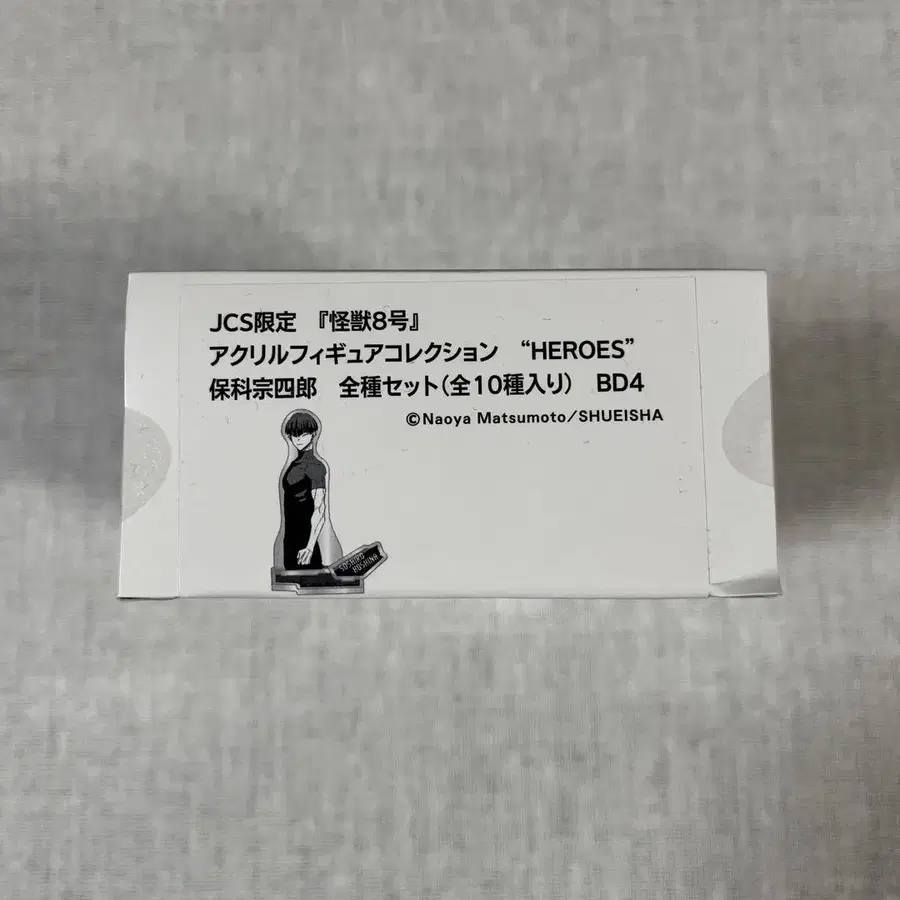 JCS限定 『怪獣8号』
アクリルフィギュアコレクション “HEROES”
保科宗四郎 全種セット（全10種入り） BD4
©Naoya Matsumoto/SHUEISHA
SOSHIRO
HOSHINA